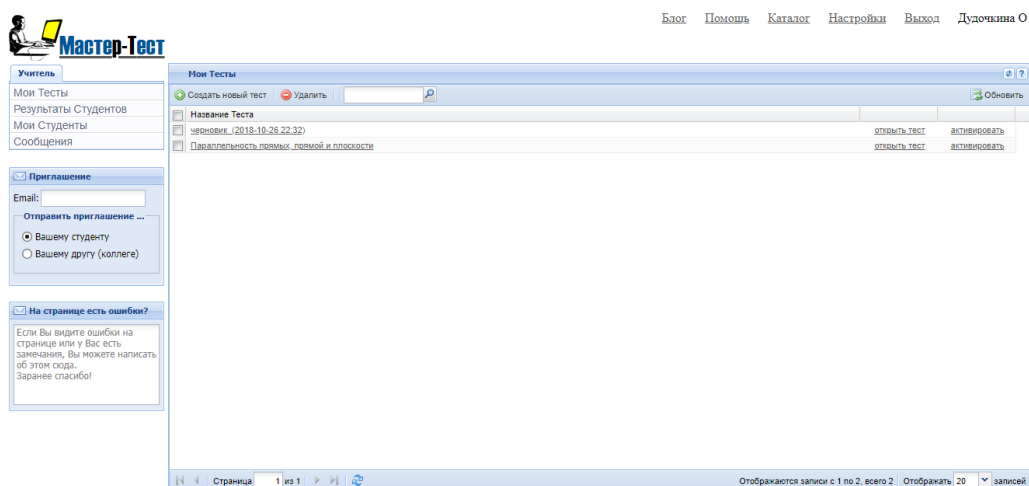 Блог Помощь Каталог Настройки Выход Дудочкина О
Мастер-Тест
Учитель
Мои Тесты
Результаты Студентов
Мои Студенты
Сообщения
Приглашение
Email:
Отправить приглашение ...
Вашему студенту
Вашему другу (коллеге)
На странице есть ошибки?
Если Вы видите ошибки на
странице или у Вас есть
замечания, Вы можете написать
об этом сюда.
Заранее спасибо!
Мои Тесты ?
Создать новый тест Удалить Обновить
Название Теста
черновик (2018-10-26 22:32) открыть тест активировать
Параллельность прямых, прямой и плоскости открыть тест активировать
Страница 1 из 1 Отображаются записи с 1 по 2, всего 2 Отображать 20 записей